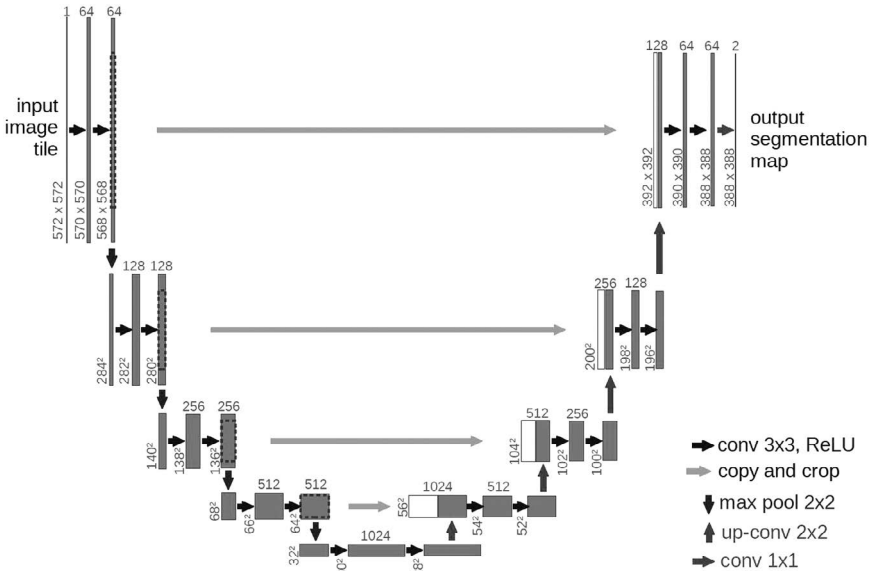 1 64 64
input
image
tile
572 x 572
570 x 570
568 x 568
128 64 64 2
output
segmentation
map
392 x 392
390 x 390
388 x 388
388 x 388
128 128
284²
282²
280²
256 128
200²
198²
196²
256 256
140²
138²
136²
512 256
104²
102²
100²
512 512
68²
66²
64²
1024 512
56²
54²
52²
1024
32²
0²
8²
conv 3x3, ReLU
copy and crop
max pool 2x2
up-conv 2x2
conv 1x1